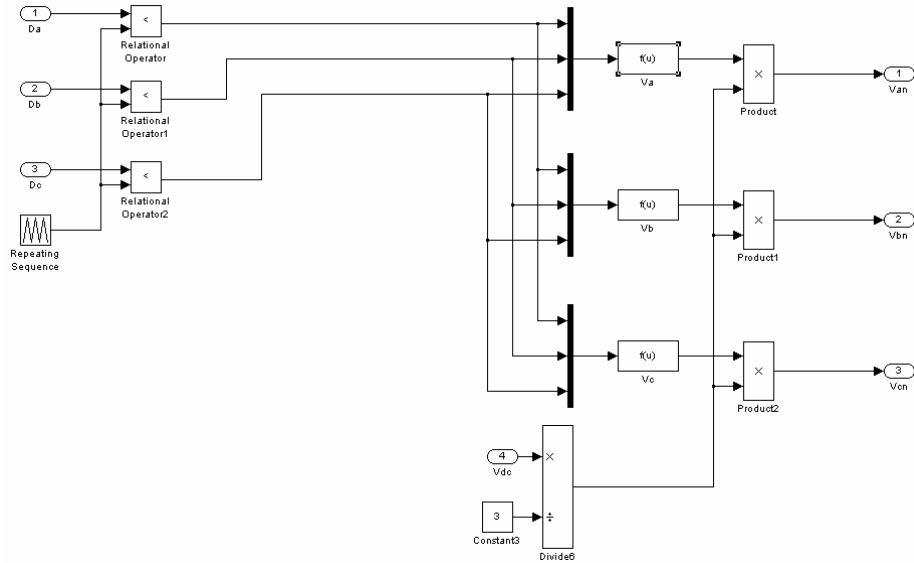 1
Da
<
Relational
Operator
2
Db
<
Relational
Operator1
3
Dc
<
Relational
Operator2
Repeating
Sequence
f(u)
Va
×
Product
1
Van
f(u)
Vb
×
Product1
2
Vbn
f(u)
Vc
×
Product2
3
Vcn
4
Vdc
×
3
÷
Constant3
Divide6